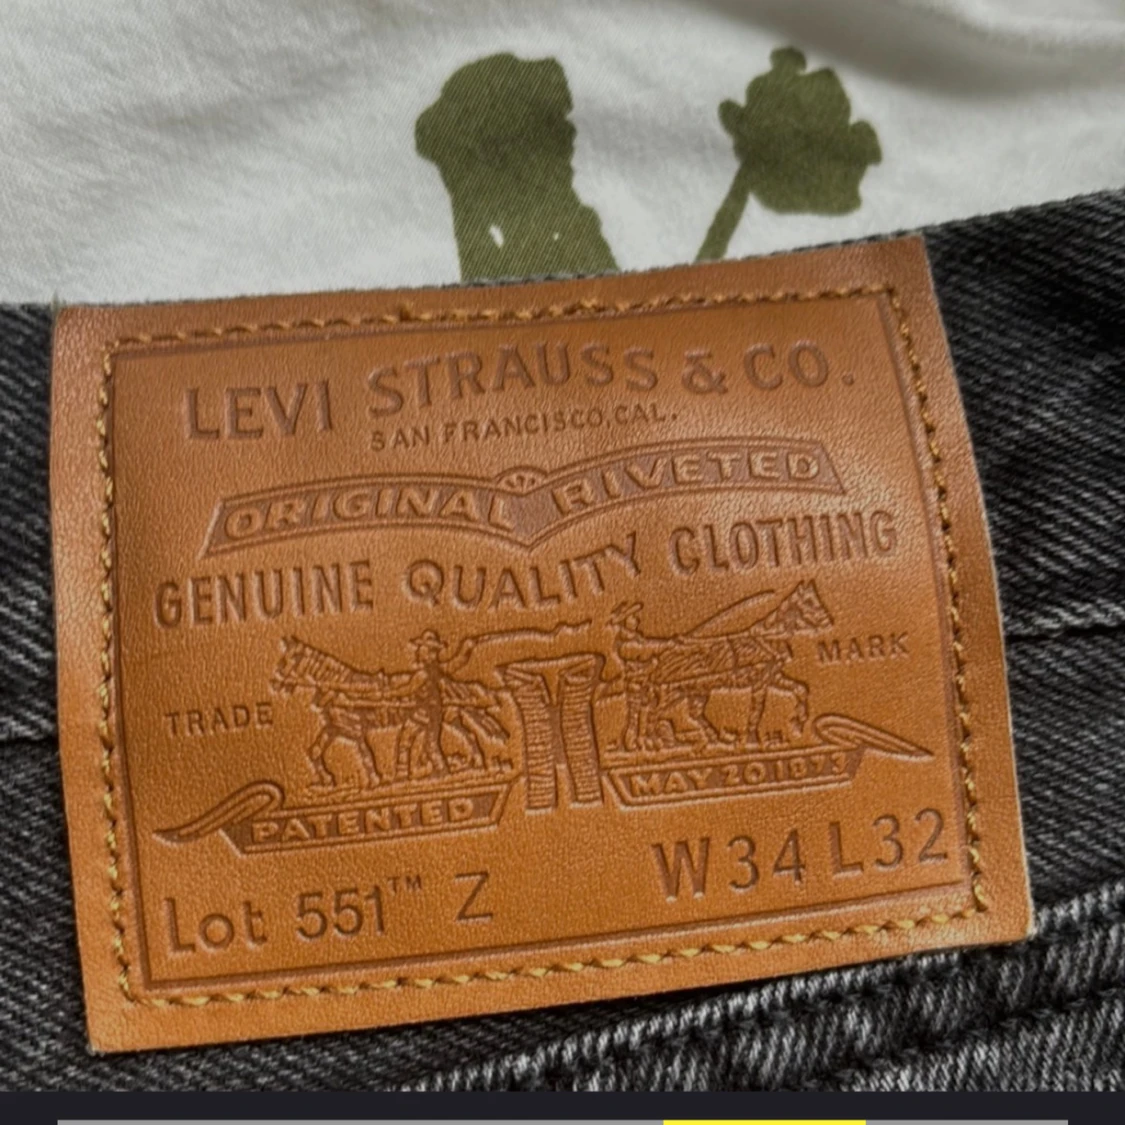 LEVI STRAUSS & CO.
SAN FRANCISCO, CAL.
ORIGINAL RIVETED
GENUINE QUALITY CLOTHING
TRADE MARK
PATENTED MAY 20 1873
Lot 551™ Z W34 L32